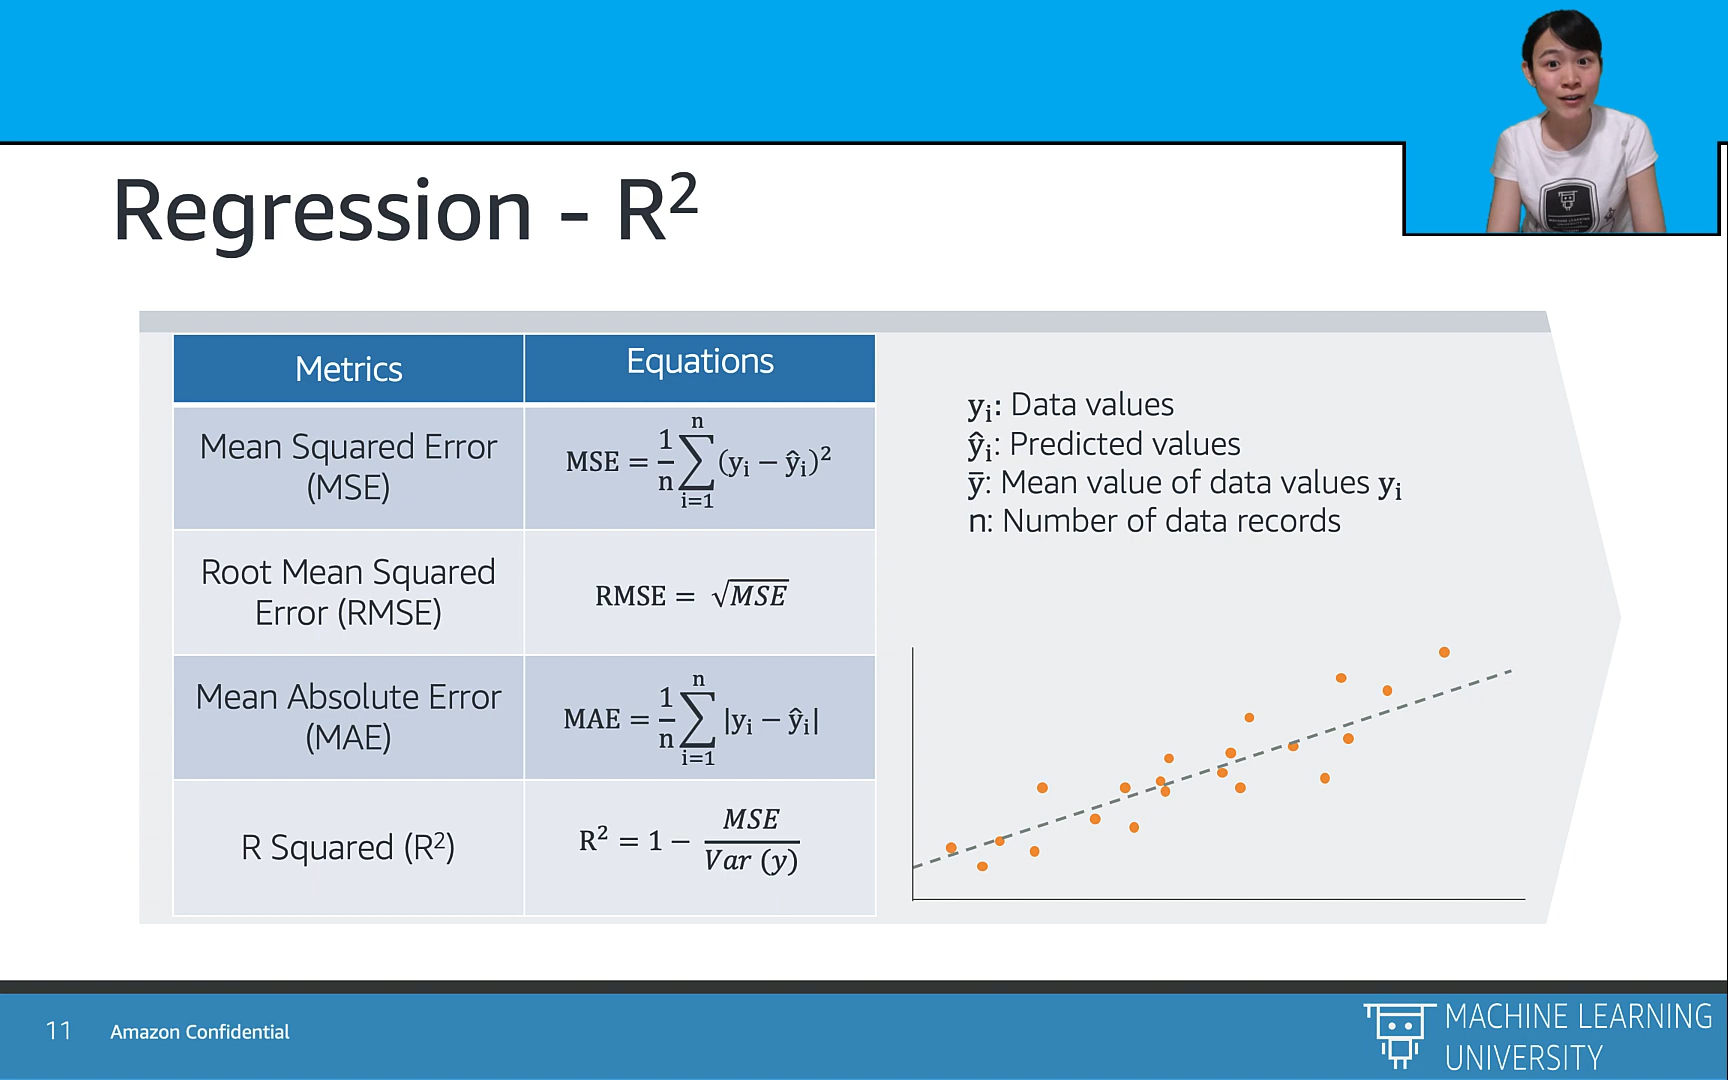 Regression - R²
Metrics
Equations
Mean Squared Error
(MSE)
MSE = 1/n ∑ⁿᵢ₌₁ (yᵢ − ŷᵢ)²
Root Mean Squared
Error (RMSE)
RMSE = √MSE
Mean Absolute Error
(MAE)
MAE = 1/n ∑ⁿᵢ₌₁ |yᵢ − ŷᵢ|
R Squared (R²)
R² = 1 − MSE / Var (y)
yᵢ: Data values
ŷᵢ: Predicted values
ȳ: Mean value of data values yᵢ
n: Number of data records
11
Amazon Confidential
MACHINE LEARNING
UNIVERSITY